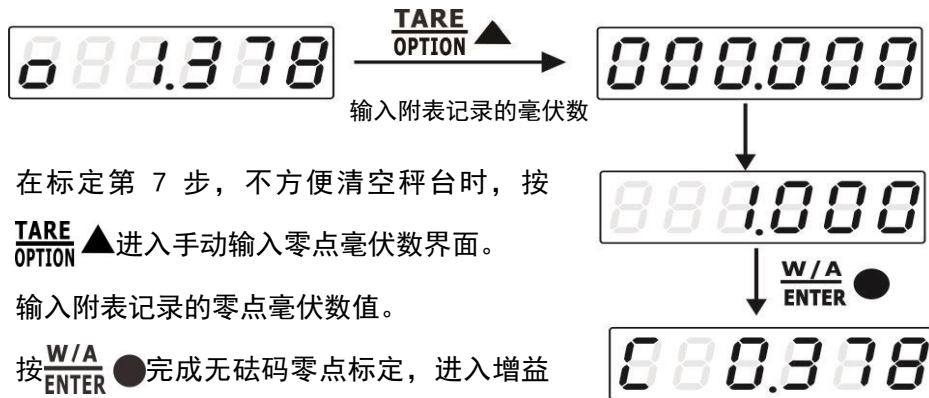 o 1.378
TARE
OPTION ▲
输入附表记录的毫伏数
000.000
在标定第 7 步，不方便清空秤台时，按
TARE
OPTION ▲进入手动输入零点毫伏数界面。
1.000
输入附表记录的零点毫伏数值。
W/A
ENTER ●
按W/A
ENTER ●完成无砝码零点标定，进入增益
C 0.378